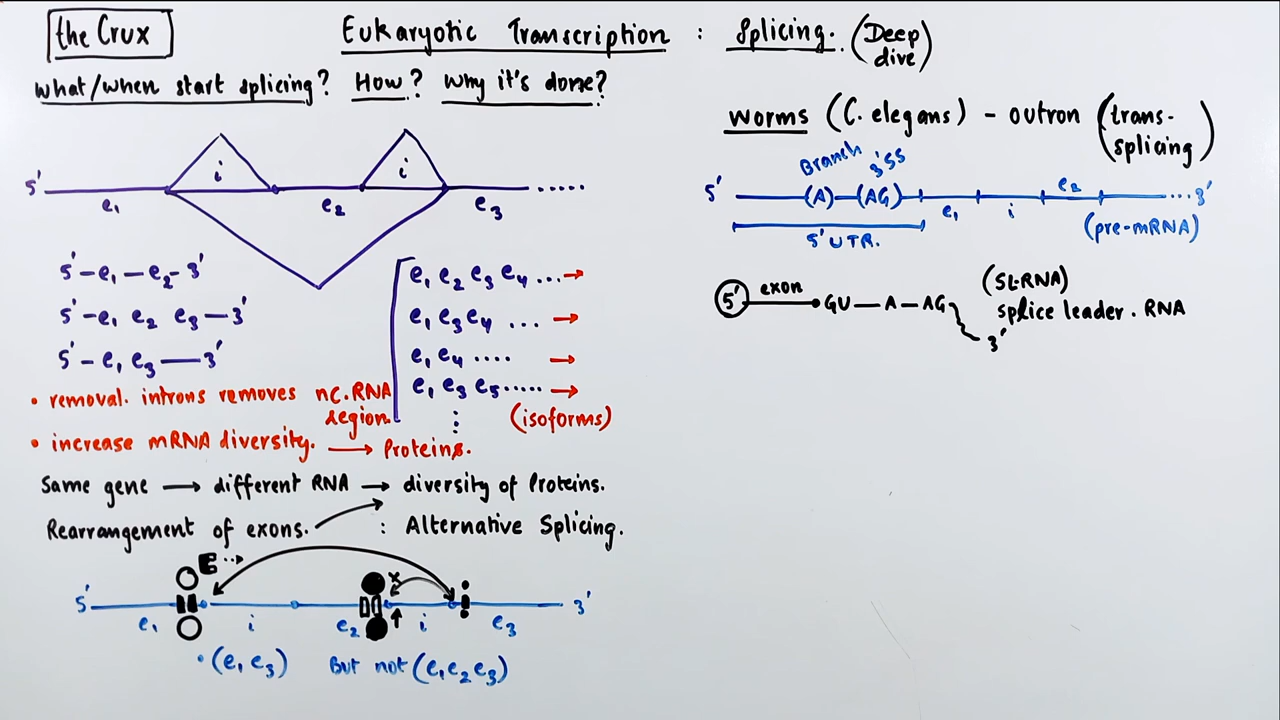 the Crux
Eukaryotic Transcription : Splicing. (Deep dive)
What/when start splicing? How? Why it's done?
5' e₁ i e₂ i e₃ .....
5'-e₁-e₂-3'
5'-e₁ e₂ e₃-3'
5'-e₁ e₃-3'
e₁ e₂ e₃ e₄ ...→
e₁ e₃ e₄ ... →
e₁ e₄ .... →
e₁ e₃ e₅..... →
⋮ (isoforms)
• removal. introns removes nc.RNA region.
• increase mRNA diversity. → Proteins.
Same gene → different RNA → diversity of Proteins.
Rearrangement of exons. : Alternative Splicing.
E ..→
5' e₁ i e₂ x i e₃ 3'
•(e₁ e₃) But not (e₁e₂e₃)
worms (C. elegans) - outron (trans-splicing)
Branch 3'SS
5' (A) (AG) e₁ i e₂ ...3'
5' UTR. (pre-mRNA)
5' exon GU-A-AG 3'
(SL-RNA)
splice leader. RNA